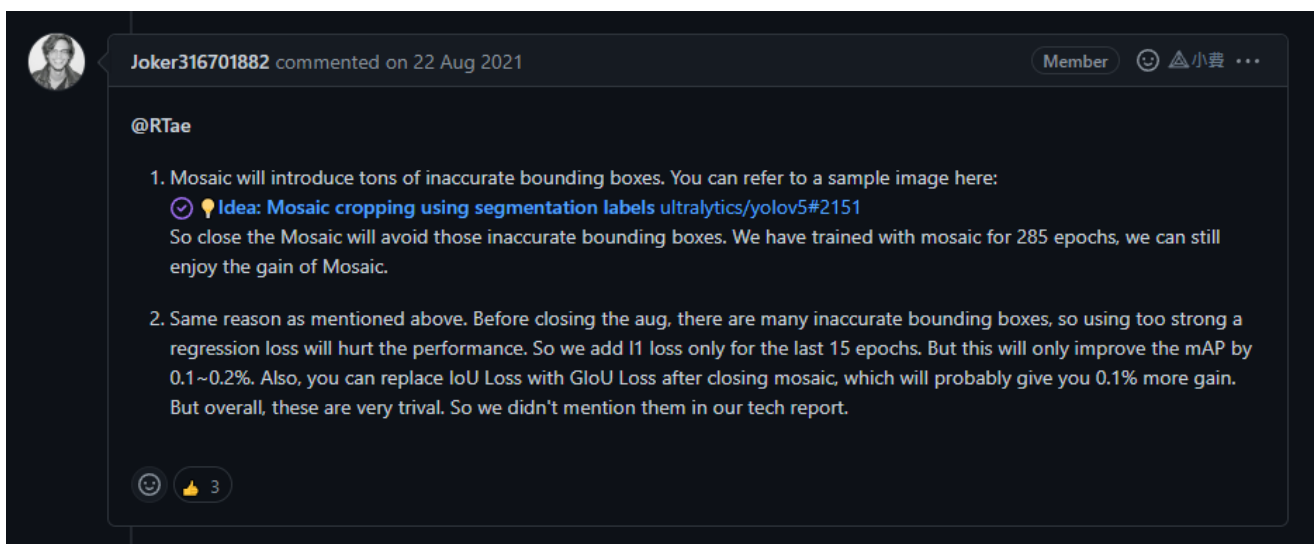 Joker316701882 commented on 22 Aug 2021
Member
小費
@RTae
1. Mosaic will introduce tons of inaccurate bounding boxes. You can refer to a sample image here:
Idea: Mosaic cropping using segmentation labels ultralytics/yolov5#2151
So close the Mosaic will avoid those inaccurate bounding boxes. We have trained with mosaic for 285 epochs, we can still
enjoy the gain of Mosaic.
2. Same reason as mentioned above. Before closing the aug, there are many inaccurate bounding boxes, so using too strong a
regression loss will hurt the performance. So we add l1 loss only for the last 15 epochs. But this will only improve the mAP by
0.1~0.2%. Also, you can replace IoU Loss with GIoU Loss after closing mosaic, which will probably give you 0.1% more gain.
But overall, these are very trival. So we didn't mention them in our tech report.
3